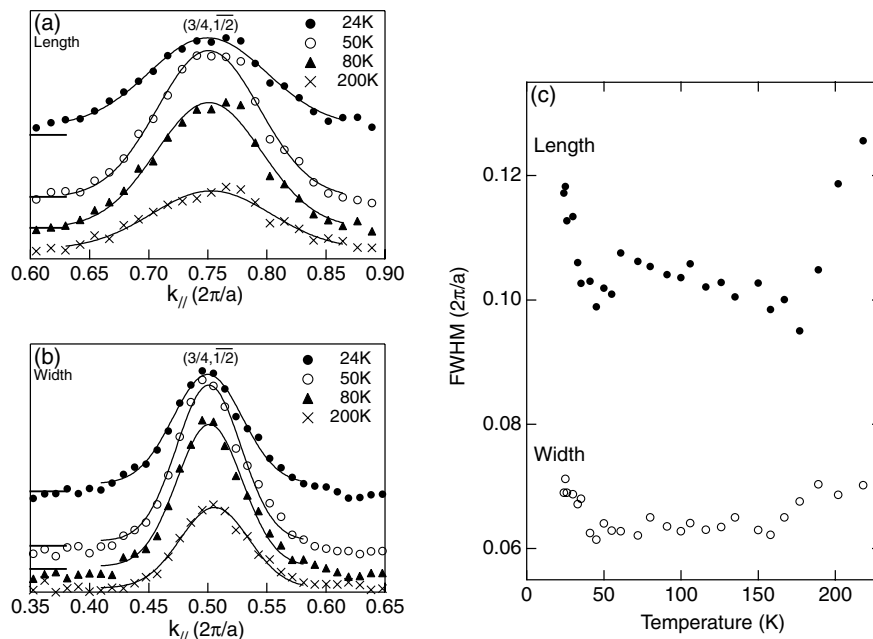 (a)
(3/4,1/2)
Length
24K
50K
80K
200K
0.60 0.65 0.70 0.75 0.80 0.85 0.90
k// (2π/a)
(b)
(3/4,1/2)
Width
24K
50K
80K
200K
0.35 0.40 0.45 0.50 0.55 0.60 0.65
k// (2π/a)
(c)
Length
Width
0.12
0.10
0.08
0.06
FWHM (2π/a)
0 50 100 150 200
Temperature (K)